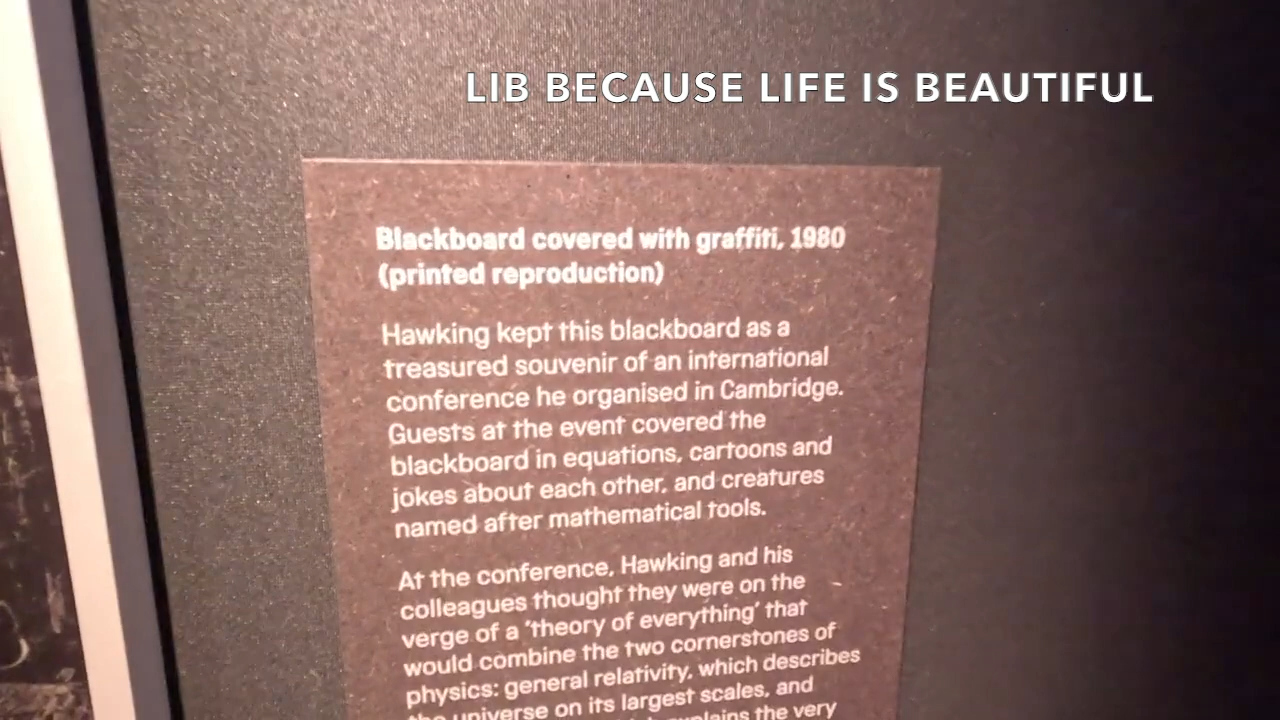 LIB BECAUSE LIFE IS BEAUTIFUL
Blackboard covered with graffiti, 1980
(printed reproduction)
Hawking kept this blackboard as a
treasured souvenir of an international
conference he organised in Cambridge.
Guests at the event covered the
blackboard in equations, cartoons and
jokes about each other, and creatures
named after mathematical tools.
At the conference, Hawking and his
colleagues thought they were on the
verge of a ‘theory of everything’ that
would combine the two cornerstones of
physics: general relativity, which describes
the universe on its largest scales, and
explains the very